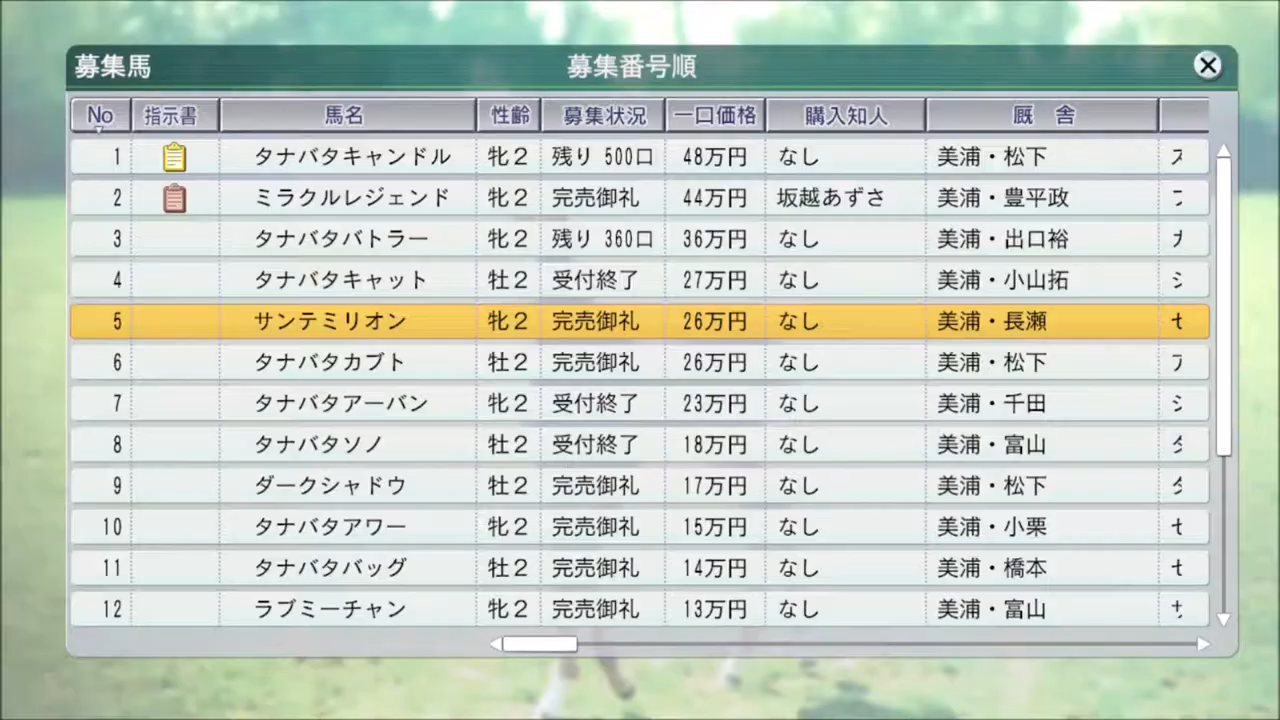 募集馬 募集番号順
No 指示書 馬名 性齢 募集状況 一口価格 購入知人 厩 舎
1 タナバタキャンドル 牝2 残り 500口 48万円 なし 美浦・松下
2 ミラクルレジェンド 牝2 完売御礼 44万円 坂越あずさ 美浦・豊平政
3 タナバタバトラー 牝2 残り 360口 36万円 なし 美浦・出口裕
4 タナバタキャット 牡2 受付終了 27万円 なし 美浦・小山拓
5 サンテミリオン 牝2 完売御礼 26万円 なし 美浦・長瀬
6 タナバタカブト 牡2 完売御礼 26万円 なし 美浦・松下
7 タナバタアーバン 牝2 受付終了 23万円 なし 美浦・千田
8 タナバタソノ 牡2 受付終了 18万円 なし 美浦・富山
9 ダークシャドウ 牡2 完売御礼 17万円 なし 美浦・松下
10 タナバタアワー 牝2 完売御礼 15万円 なし 美浦・小栗
11 タナバタバッグ 牡2 完売御礼 14万円 なし 美浦・橋本
12 ラブミーチャン 牝2 完売御礼 13万円 なし 美浦・富山